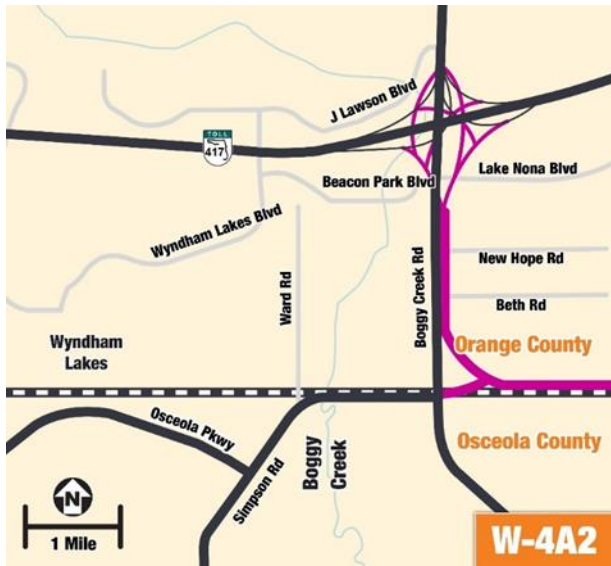 J Lawson Blvd
TOLL
417
Beacon Park Blvd
Lake Nona Blvd
Wyndham Lakes Blvd
Ward Rd
Boggy Creek Rd
New Hope Rd
Beth Rd
Wyndham
Lakes
Orange County
Osceola Pkwy
Simpson Rd
Boggy
Creek
Osceola County
N
1 Mile
W-4A2